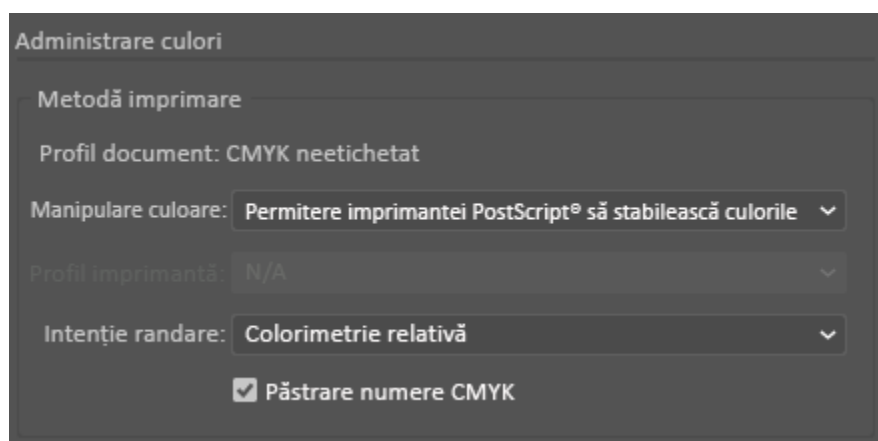 Administrare culori
Metodă imprimare
Profil document: CMYK neetichetat
Manipulare culoare: Permitere imprimantei PostScript® să stabilească culorile
Profil imprimantă: N/A
Intenție randare: Colorimetrie relativă
Păstrare numere CMYK